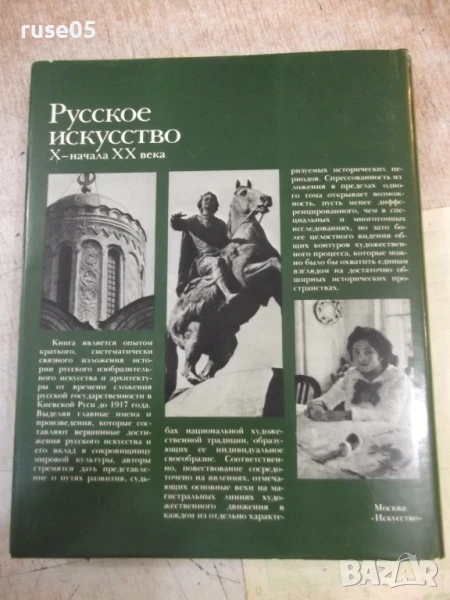 ruse05
Русское
искусство
X–начала XX века
Книга является опытом
краткого, систематически
связного изложения исто-
рии русского изобразитель-
ного искусства и архитекту-
ры от времени сложения
русской государственности в
Киевской Руси до 1917 года.
Выделяя главные имена и
произведения, которые сос-
тавляют вершинные дости-
жения русского искусства и
его вклад в сокровищницу
мировой культуры, авторы
стремятся дать представле-
ние о путях развития, судь-
бах национальной художе-
ственной традиции, образу-
ющих ее индивидуальное
своеобразие. Соответствен-
но, повествование сосредо-
точено на явлениях, отмеча-
ющих основные вехи на ма-
гистральных линиях худо-
жественного движения в
каждом из отдельно характе-
ризуемых исторических пе-
риодов. Спрессованность из-
ложения в пределах одно-
го тома открывает возмож-
ность, пусть менее диффе-
ренцированного, чем в спе-
циальных и многотомных
исследованиях, но зато бо-
лее целостного видения об-
щих контуров художествен-
ного процесса, которые мож-
но было бы охватить единым
взглядом на достаточно об-
ширных исторических про-
странствах.
Москва
«Искусство»
BAZAR